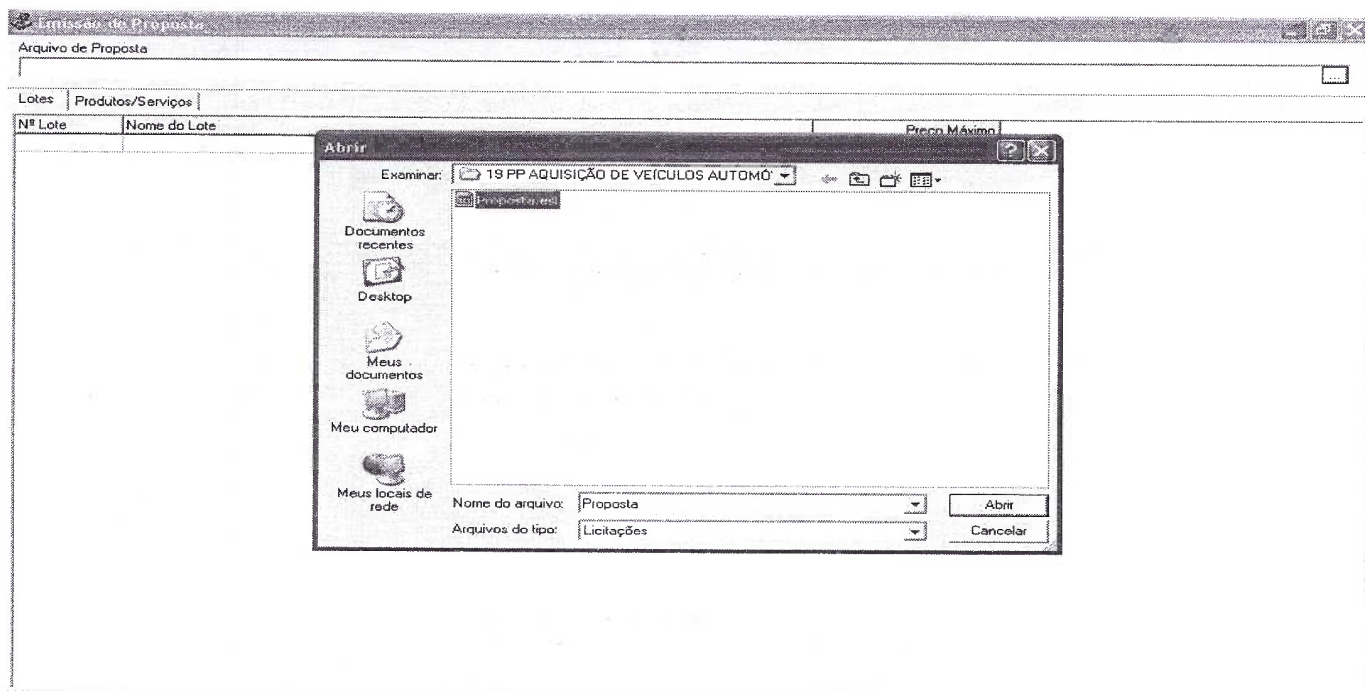 Emissão de Proposta
Arquivo de Proposta
...
Lotes Produtos/Serviços
Nº Lote Nome do Lote Preço Máximo
Abrir
Examinar: 19 PP AQUISIÇÃO DE VEÍCULOS AUTOMÓ
Proposta.esl
Documentos
recentes
Desktop
Meus
documentos
Meu computador
Meus locais de
rede
Nome do arquivo: Proposta Abrir
Arquivos do tipo: Licitações Cancelar